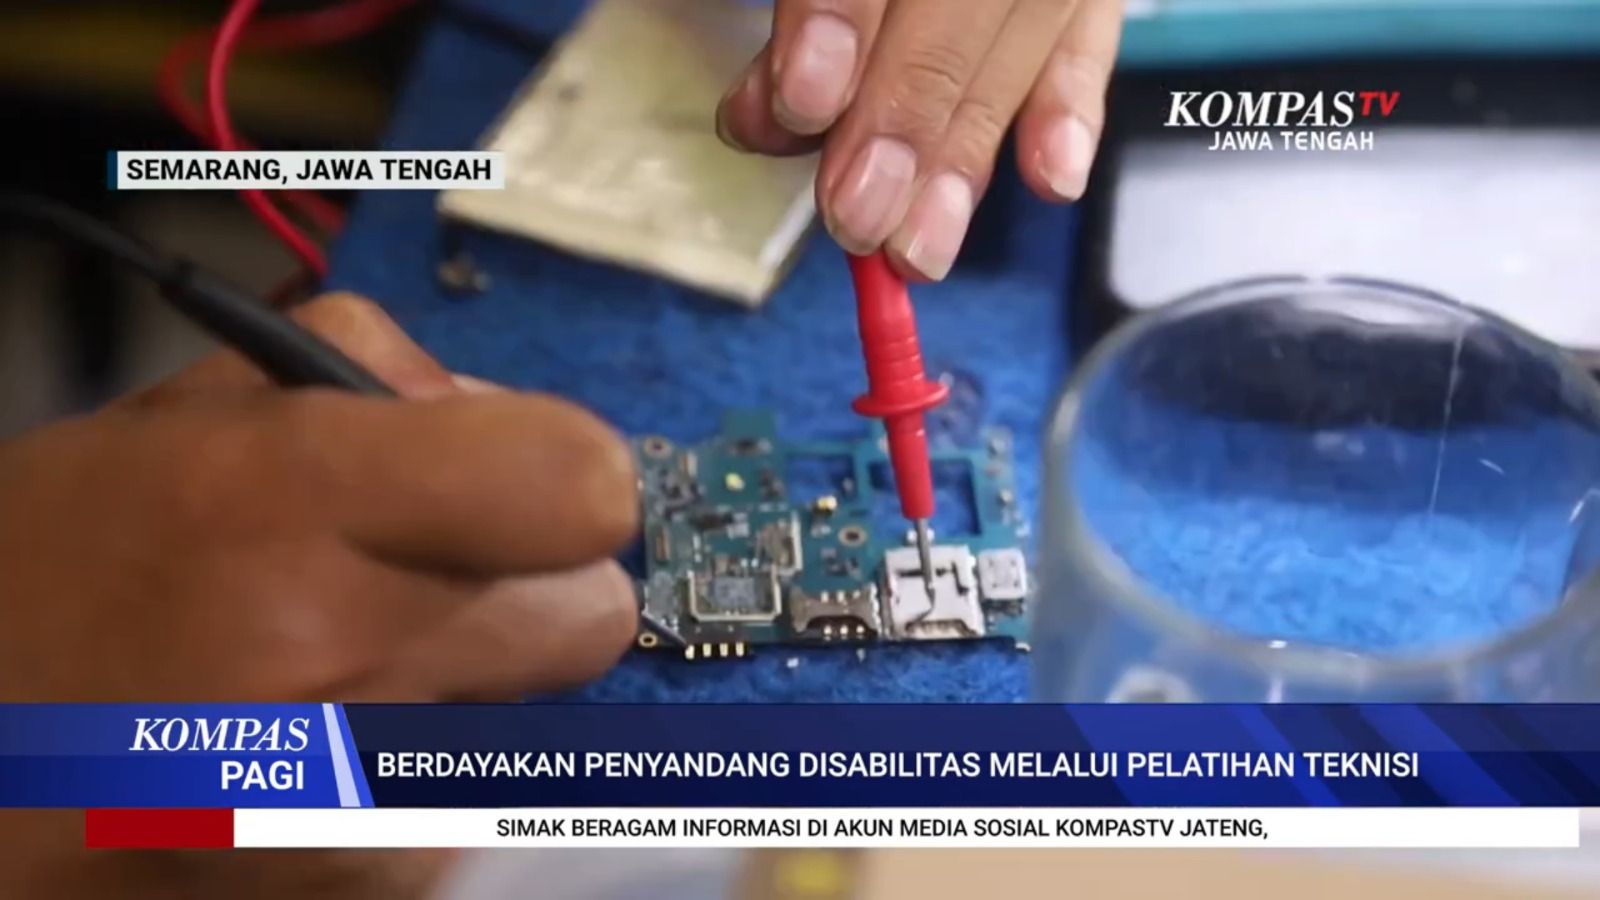 KOMPASTV
JAWA TENGAH
SEMARANG, JAWA TENGAH
KOMPAS
PAGI
BERDAYAKAN PENYANDANG DISABILITAS MELALUI PELATIHAN TEKNISI
SIMAK BERAGAM INFORMASI DI AKUN MEDIA SOSIAL KOMPASTV JATENG,